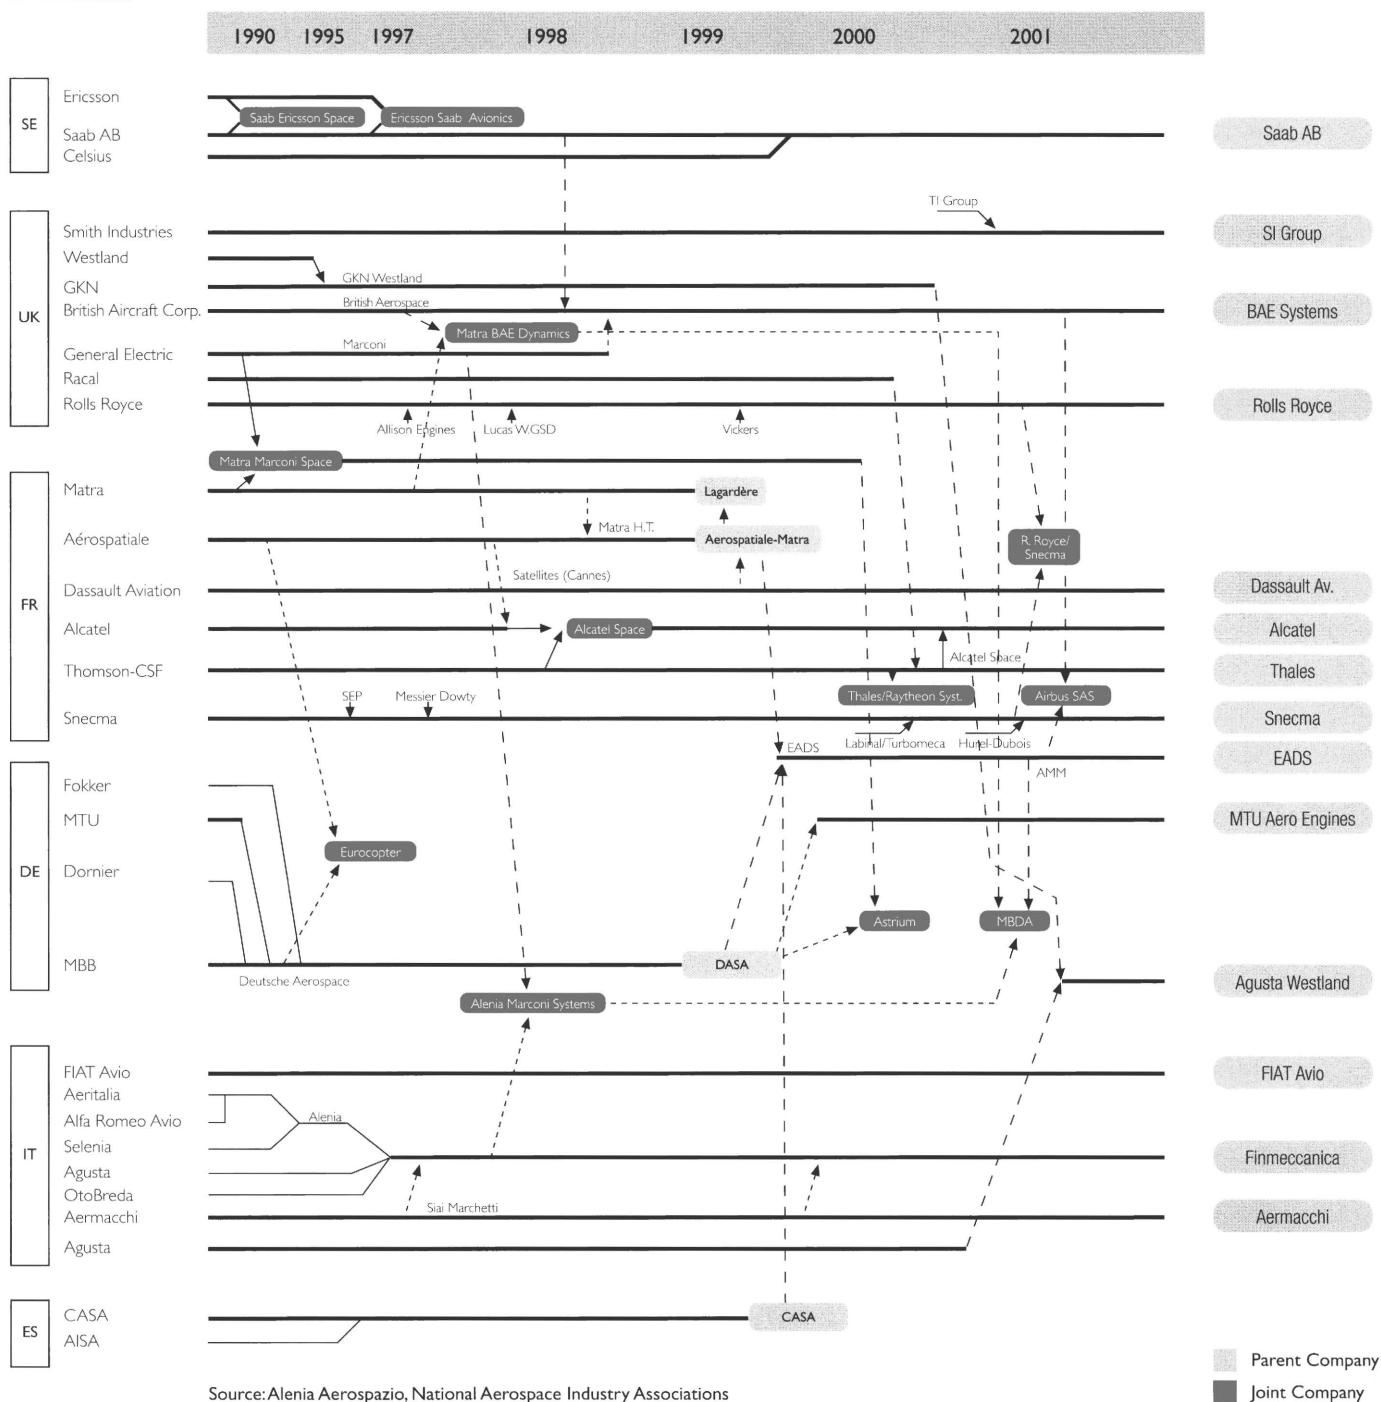 1990 1995 1997 1998 1999 2000 2001
SE
Ericsson
Saab Ericsson Space
Ericsson Saab Avionics
Saab AB
Saab AB
Celsius
UK
TI Group
Smith Industries
SI Group
Westland
GKN Westland
GKN
British Aerospace
British Aircraft Corp.
BAE Systems
Matra BAE Dynamics
Marconi
General Electric
Racal
Rolls Royce
Rolls Royce
Allison Engines
Lucas W.GSD
Vickers
Matra Marconi Space
FR
Matra
Lagardère
Matra H.T.
Aérospatiale
Aerospatiale-Matra
R. Royce/
Snecma
Satellites (Cannes)
Dassault Aviation
Dassault Av.
Alcatel
Alcatel Space
Alcatel
Alcatel Space
Thomson-CSF
Thales
SEP
Messier Dowty
Thales/Raytheon Syst.
Airbus SAS
Snecma
Snecma
Labinal/Turbomeca
Hurel-Dubois
EADS
EADS
AMM
DE
Fokker
MTU
MTU Aero Engines
Eurocopter
Dornier
Astrium
MBDA
MBB
DASA
Deutsche Aerospace
Agusta Westland
Alenia Marconi Systems
IT
FIAT Avio
FIAT Avio
Aeritalia
Alenia
Alfa Romeo Avio
Selenia
Finmeccanica
Agusta
OtoBreda
Siai Marchetti
Aermacchi
Aermacchi
Agusta
ES
CASA
CASA
AISA
Parent Company
Joint Company
Source: Alenia Aerospazio, National Aerospace Industry Associations